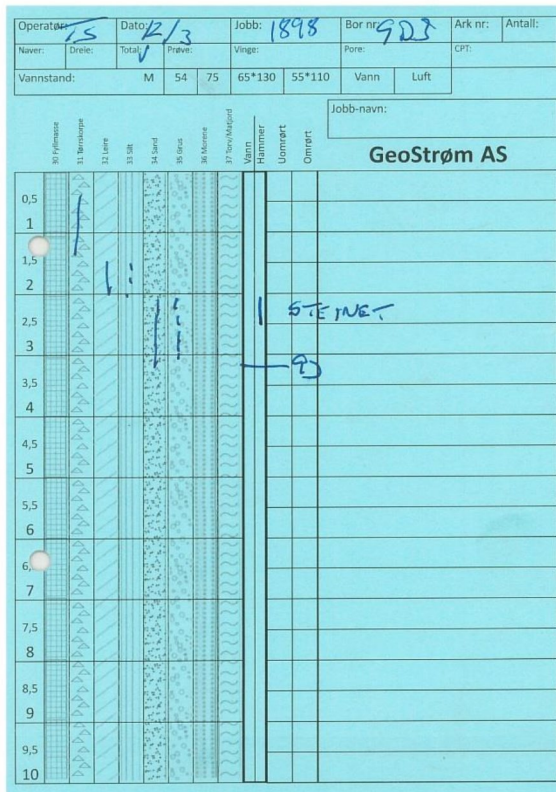 Operatør: TS Dato: 12/3 Jobb: 1898 Bor nr: Ark nr: Antall:
Naver: Dreie: Total: Prøve: Vinge: Pore: CPT:
Vannstand: M 54 75 65*130 55*110 Vann Luft
Jobb-navn:
30 Fyllmasse 31 Tørrskorpe 32 Leire 33 Silt 34 Sand 35 Grus 36 Morene 37 Torv/Matjord Vann Hammer Uomrørt Omrørt
GeoStrøm AS
0,5
1
1,5
2
2,5 STEINET
3
3,5
4
4,5
5
5,5
6
6,
7
7,5
8
8,5
9
9,5
10